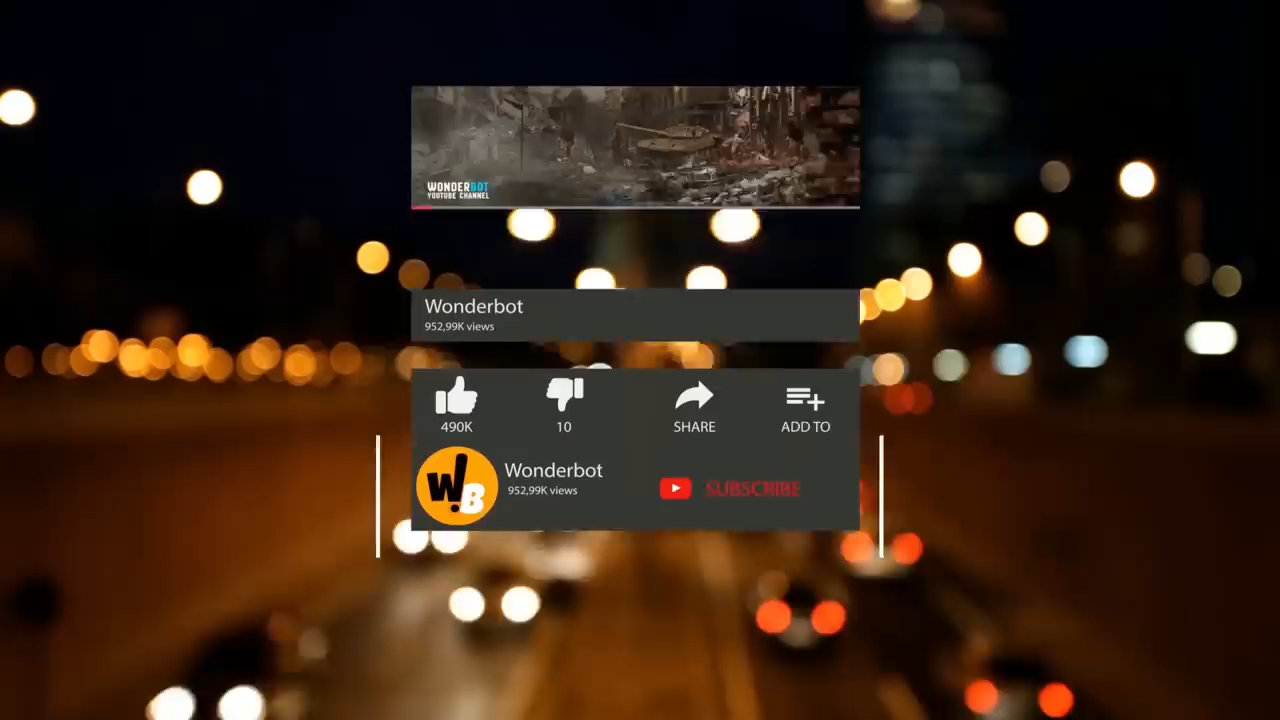 WONDERBOT
YOUTUBE CHANNEL
Wonderbot
952,99K views
490K
10
SHARE
ADD TO
W!B
Wonderbot
952,99K views
SUBSCRIBE